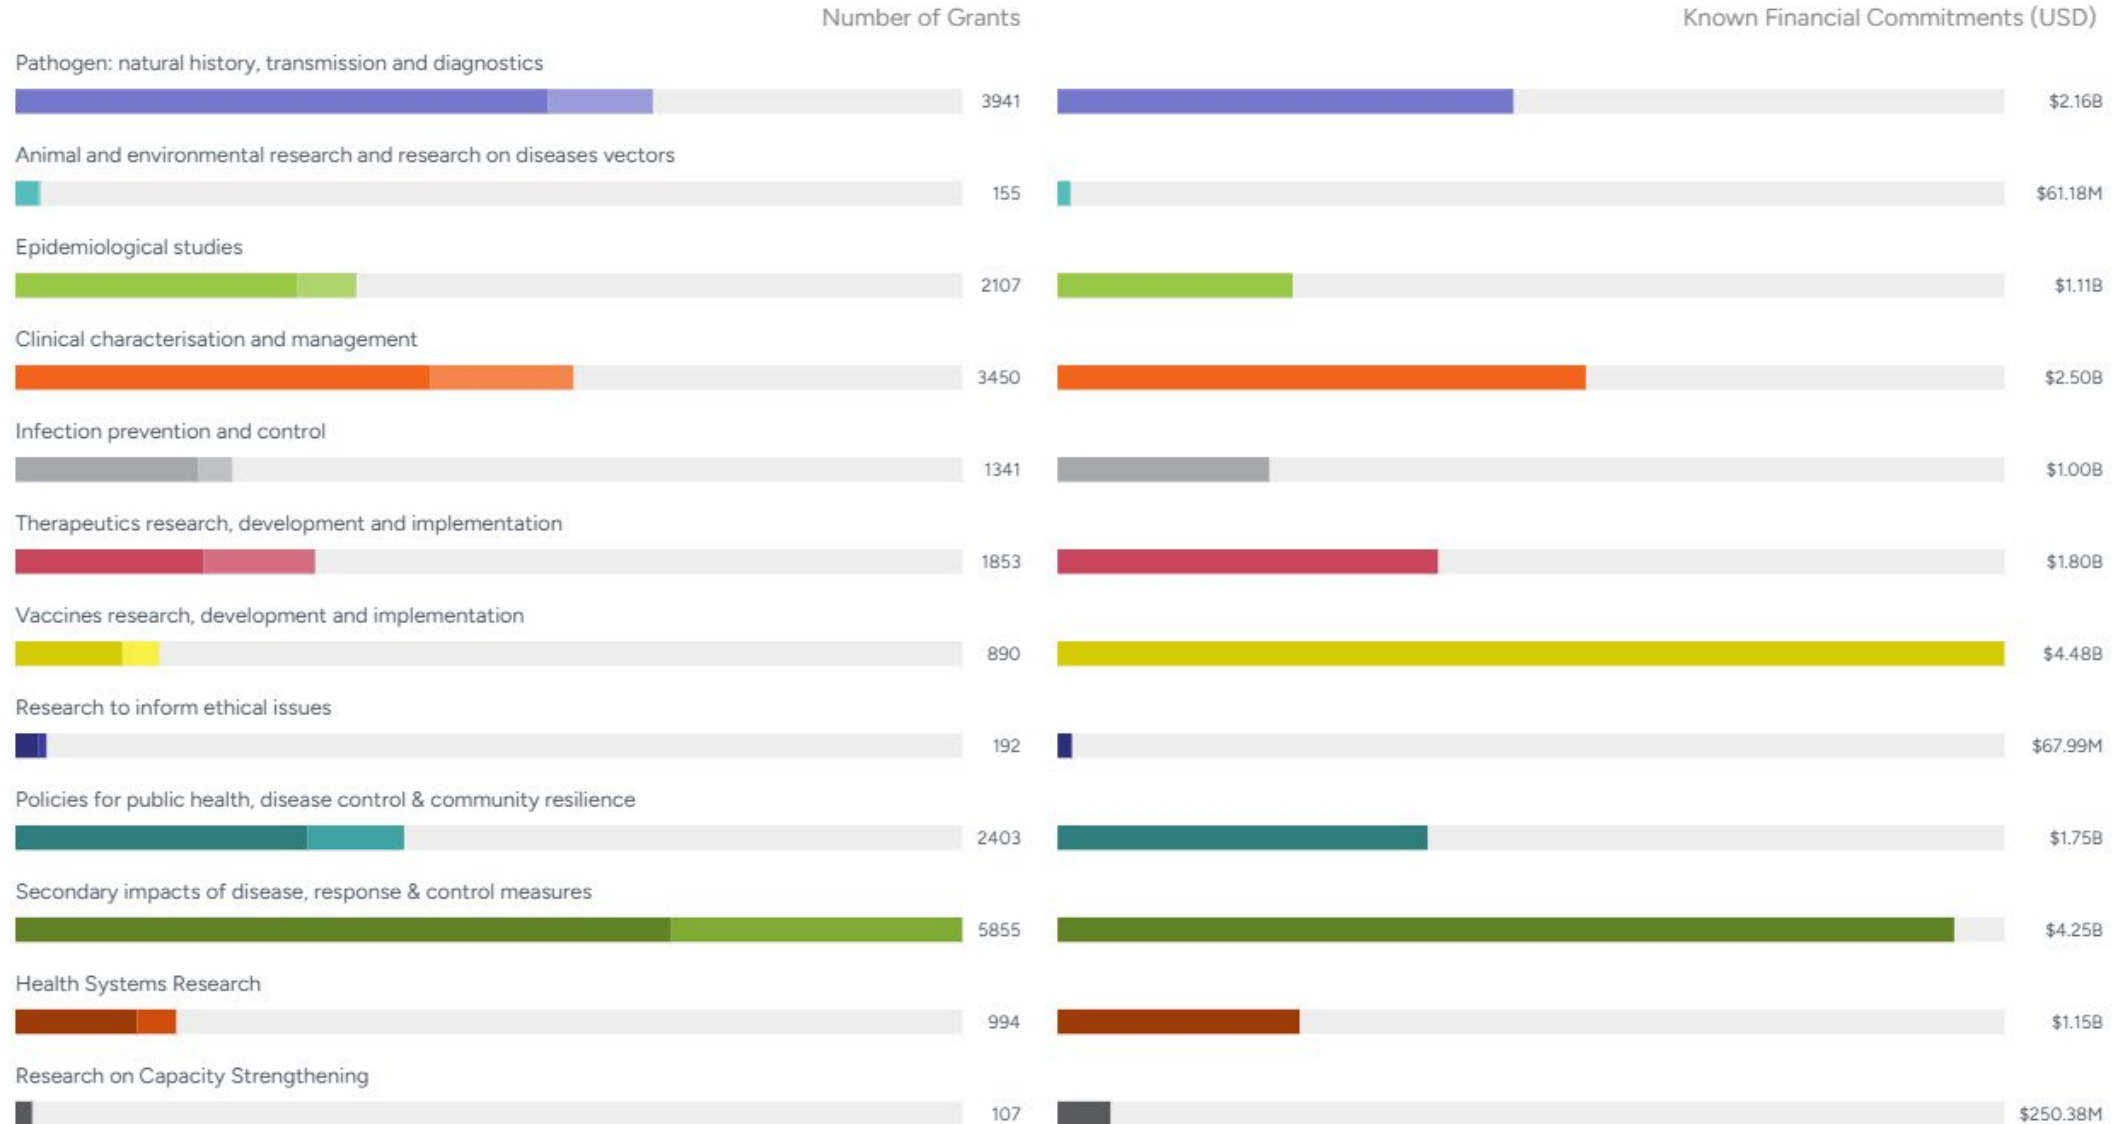 Number of Grants
Known Financial Commitments (USD)
Pathogen: natural history, transmission and diagnostics
3941
$2.16B
Animal and environmental research and research on diseases vectors
155
$61.18M
Epidemiological studies
2107
$1.11B
Clinical characterisation and management
3450
$2.50B
Infection prevention and control
1341
$1.00B
Therapeutics research, development and implementation
1853
$1.80B
Vaccines research, development and implementation
890
$4.48B
Research to inform ethical issues
192
$67.99M
Policies for public health, disease control & community resilience
2403
$1.75B
Secondary impacts of disease, response & control measures
5855
$4.25B
Health Systems Research
994
$1.15B
Research on Capacity Strengthening
107
$250.38M